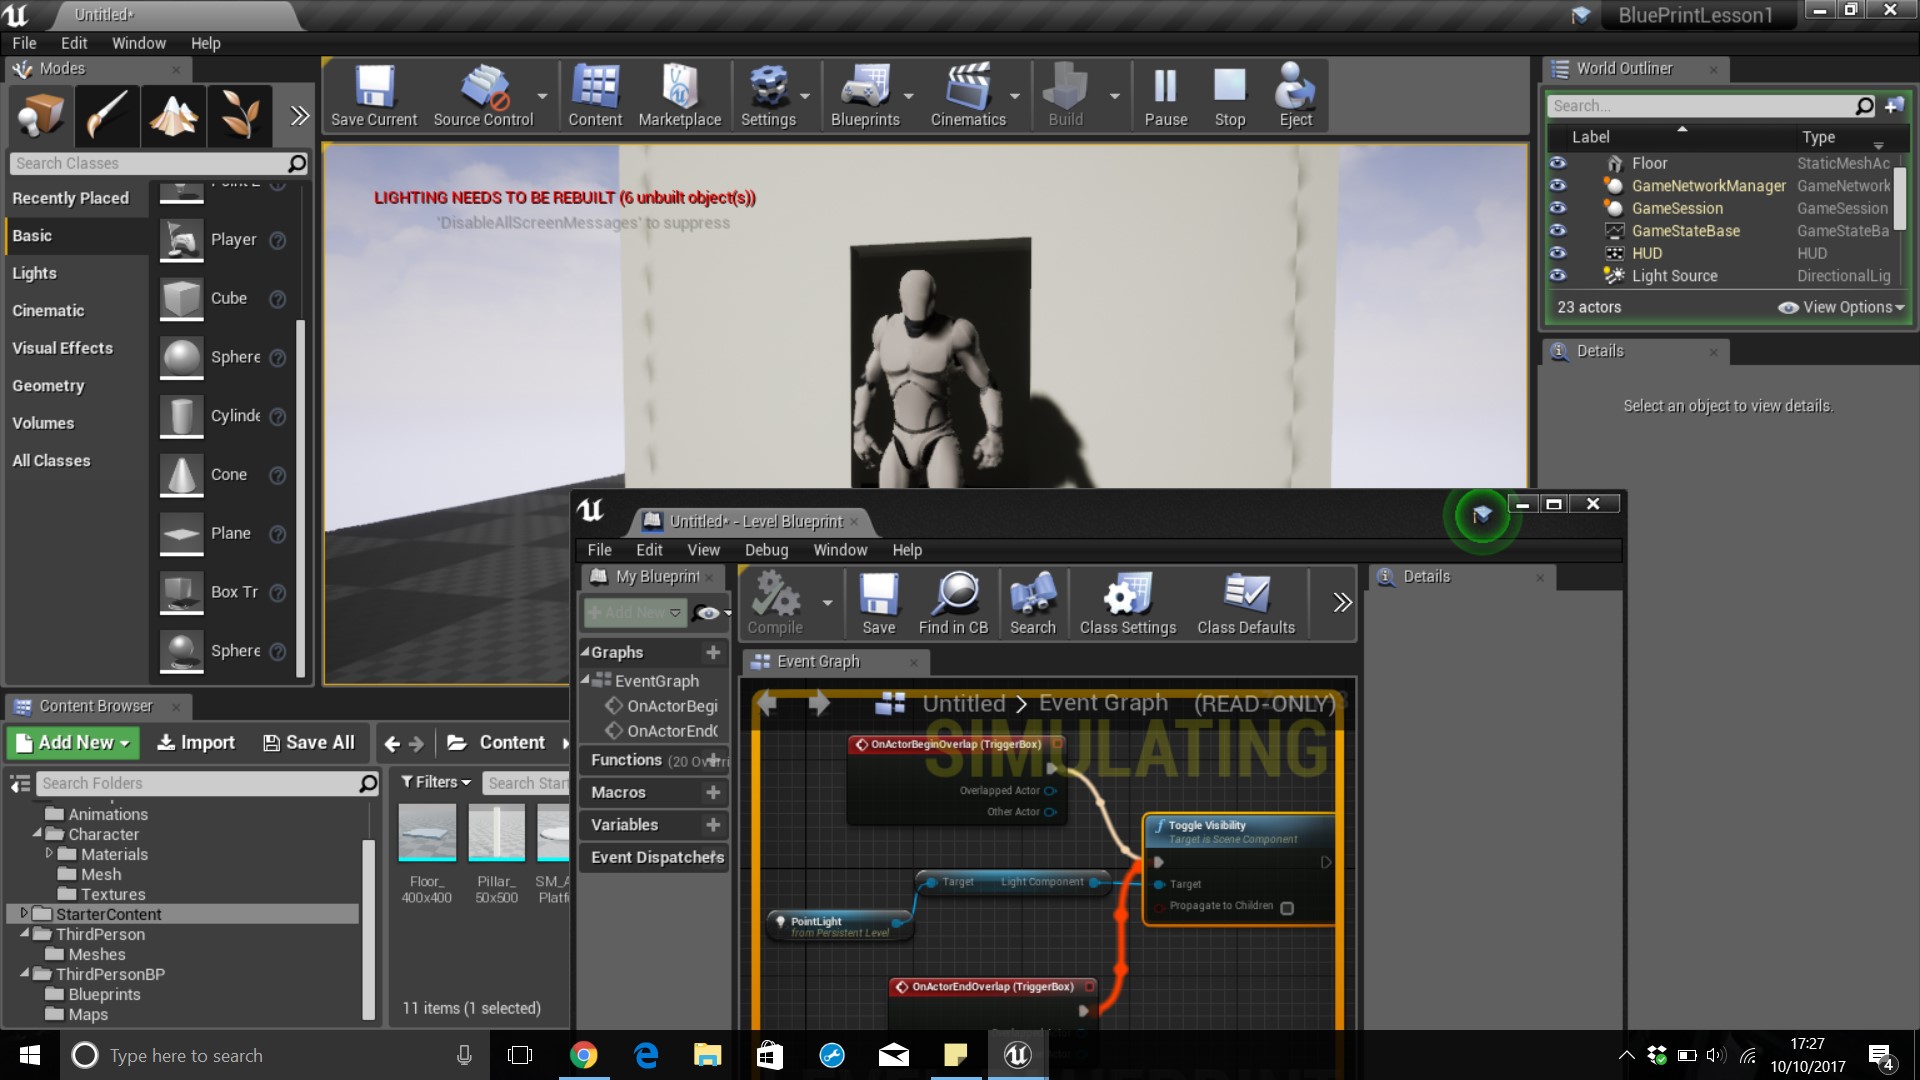 Untitled*
BluePrintLesson1
File Edit Window Help
Modes
Save Current Source Control Content Marketplace Settings Blueprints Cinematics Build Pause Stop Eject
World Outliner
Search...
Label Type
Search Classes
Recently Placed
Basic
Lights
Cinematic
Visual Effects
Geometry
Volumes
All Classes
Player
Cube
Sphere
Cylinde
Cone
Plane
Box Tr
Sphere
LIGHTING NEEDS TO BE REBUILT (6 unbuilt object(s))
'DisableAllScreenMessages' to suppress
Floor StaticMeshAc
GameNetworkManager GameNetwork
GameSession GameSession
GameStateBase GameStateBa
HUD HUD
Light Source DirectionalLig
23 actors View Options
Details
Select an object to view details.
Untitled* - Level Blueprint
File Edit View Debug Window Help
My Blueprint
Add New
Compile Save Find in CB Search Class Settings Class Defaults
Details
Graphs
EventGraph
OnActorBegi
OnActorEndO
Functions (20 Overri
Macros
Variables
Event Dispatchers
Event Graph
Untitled > Event Graph (READ-ONLY)
SIMULATING
OnActorBeginOverlap (TriggerBox)
Overlapped Actor
Other Actor
Toggle Visibility
Target is Scene Component
Target
Propagate to Children
Target Light Component
PointLight
from Persistent Level
OnActorEndOverlap (TriggerBox)
Content Browser
Add New Import Save All Content
Search Folders
Filters Search Star
Animations
Character
Materials
Mesh
Textures
StarterContent
ThirdPerson
Meshes
ThirdPersonBP
Blueprints
Maps
Floor_
400x400
Pillar_
50x500
SM_A
Platf
11 items (1 selected)
Type here to search
17:27
10/10/2017
4